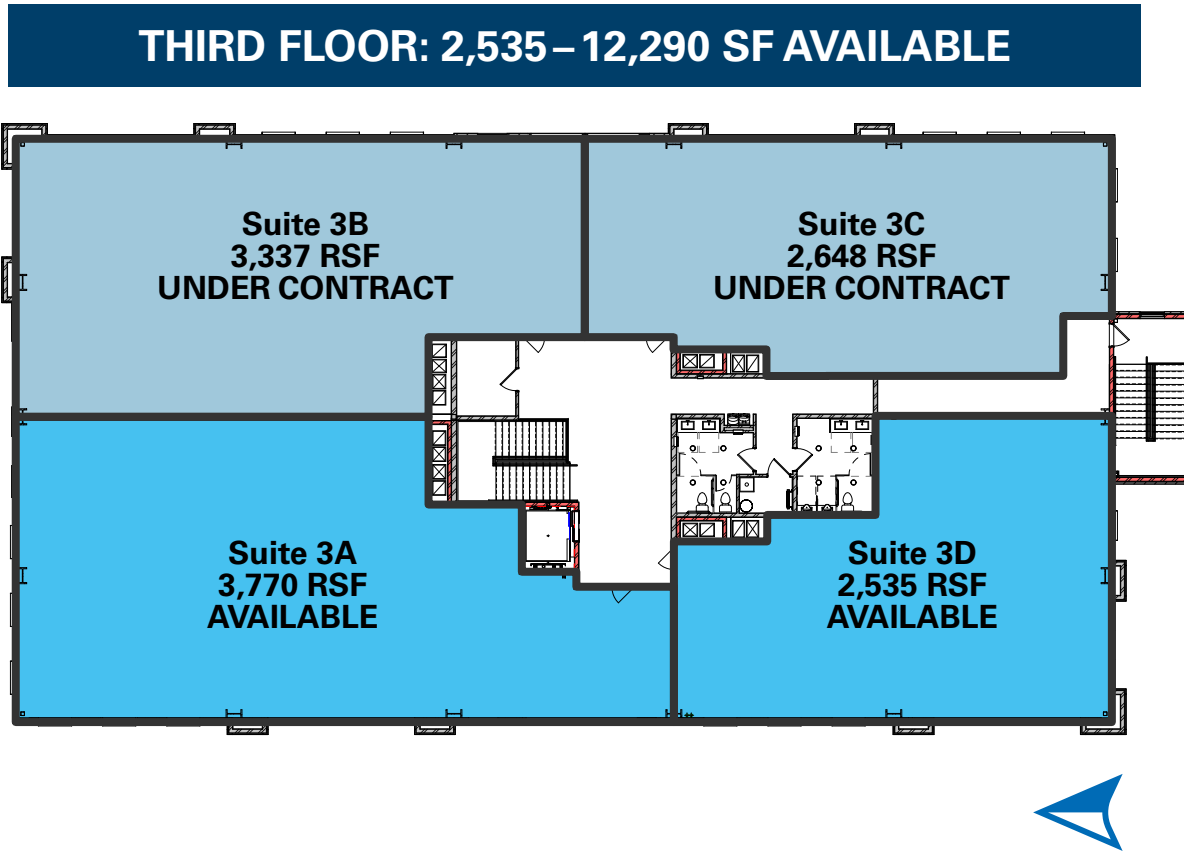 THIRD FLOOR: 2,535–12,290 SF AVAILABLE
Suite 3B
3,337 RSF
UNDER CONTRACT
Suite 3C
2,648 RSF
UNDER CONTRACT
Suite 3A
3,770 RSF
AVAILABLE
Suite 3D
2,535 RSF
AVAILABLE